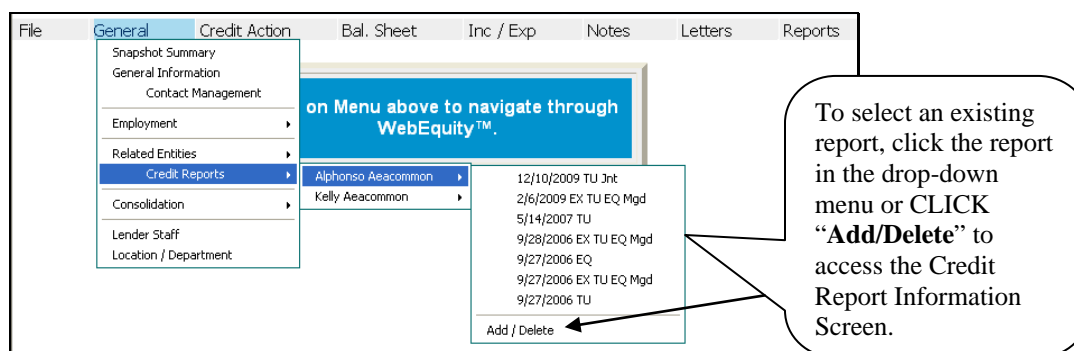 File General Credit Action Bal. Sheet Inc / Exp Notes Letters Reports
Snapshot Summary
General Information
Contact Management
Employment
Related Entities
Credit Reports
Consolidation
Lender Staff
Location / Department
on Menu above to navigate through
WebEquity™.
Alphonso Aeacommon
Kelly Aeacommon
12/10/2009 TU Jnt
2/6/2009 EX TU EQ Mgd
5/14/2007 TU
9/28/2006 EX TU EQ Mgd
9/27/2006 EQ
9/27/2006 EX TU EQ Mgd
9/27/2006 TU
Add / Delete
To select an existing
report, click the report
in the drop-down
menu or CLICK
“Add/Delete” to
access the Credit
Report Information
Screen.